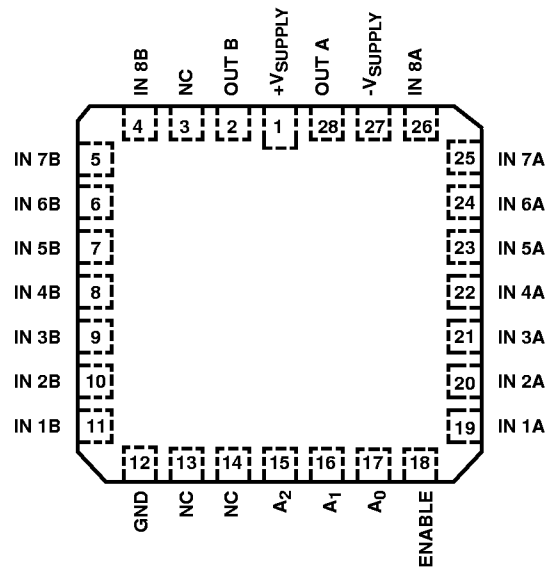 IN 8B
NC
OUT B
+VSUPPLY
OUT A
-VSUPPLY
IN 8A
4
3
2
1
28
27
26
IN 7B 5
25 IN 7A
IN 6B 6
24 IN 6A
IN 5B 7
23 IN 5A
IN 4B 8
22 IN 4A
IN 3B 9
21 IN 3A
IN 2B 10
20 IN 2A
IN 1B 11
19 IN 1A
12
13
14
15
16
17
18
GND
NC
NC
A2
A1
A0
ENABLE